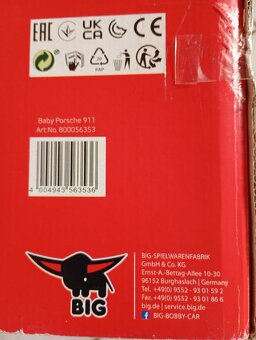 EAC UK CA CE
20
PAP
Baby Porsche 911
Art.No. 800056353
4 004943 563536
BIG
BIG-SPIELWARENFABRIK
GmbH & Co. KG
Ernst-A.-Bettag-Allee 10-30
96152 Burghaslach | Germany
Tel. +49(0) 9552 - 93 01 59 2
Fax. +49(0) 9552 - 93 01 86 6
big.de | service.big.de
BIG-BOBBY-CAR